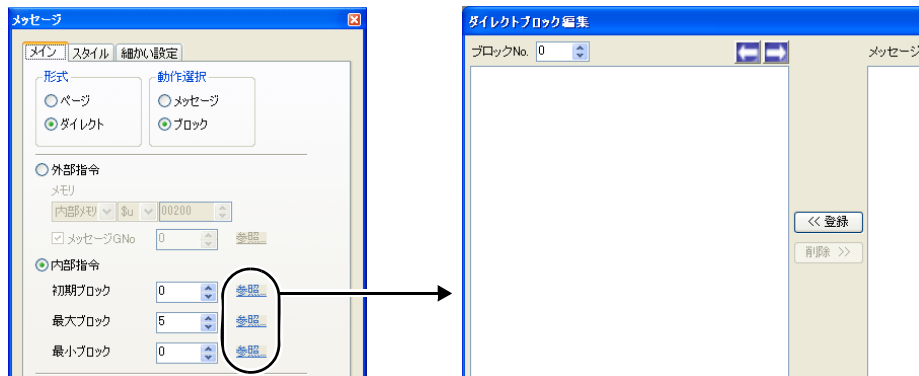 メッセージ
メイン スタイル 細かい設定
形式 動作選択
ページ メッセージ
ダイレクト ブロック
外部指令
メモリ
内部メモリ $u 00200
メッセージGNo 0 参照...
内部指令
初期ブロック 0 参照...
最大ブロック 5 参照...
最小ブロック 0 参照...
ダイレクトブロック編集
ブロックNo. 0 メッセージ
<< 登録
削除 >>